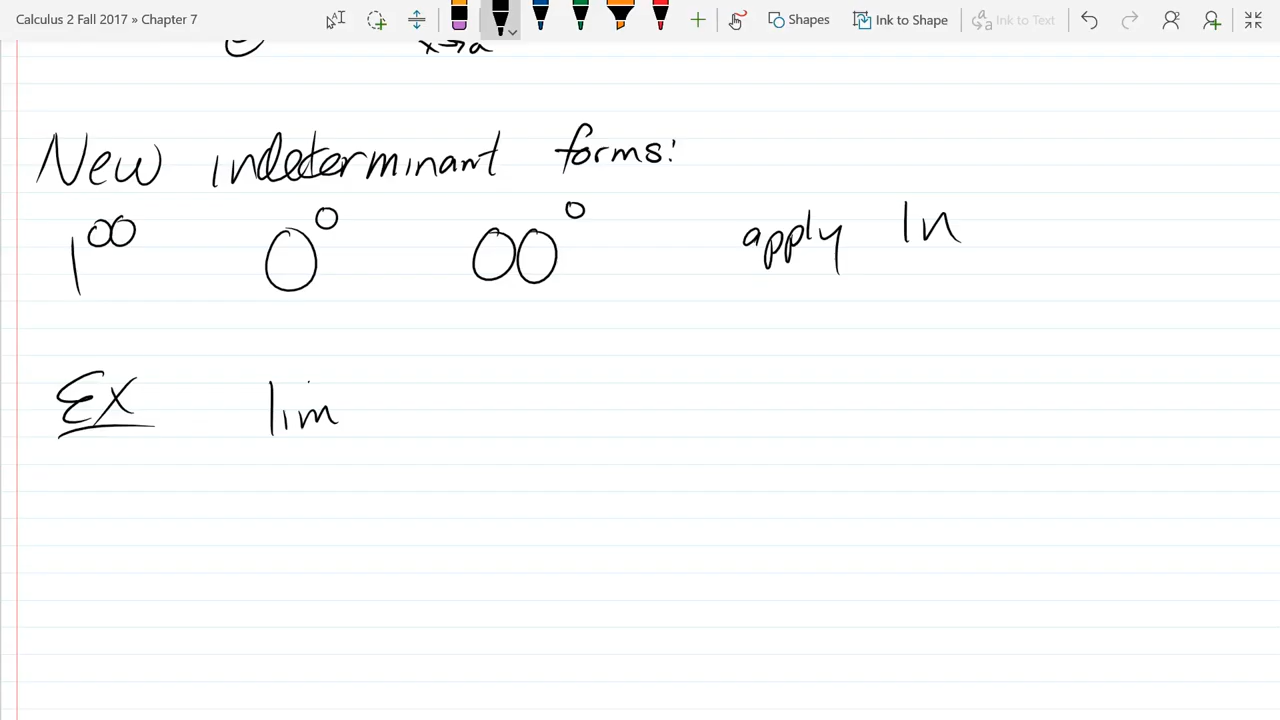 Calculus 2 Fall 2017 » Chapter 7
Shapes
Ink to Shape
Ink to Text
x→a
New indeterminant forms:
1^∞ 0^0 ∞^0 apply ln
EX lim